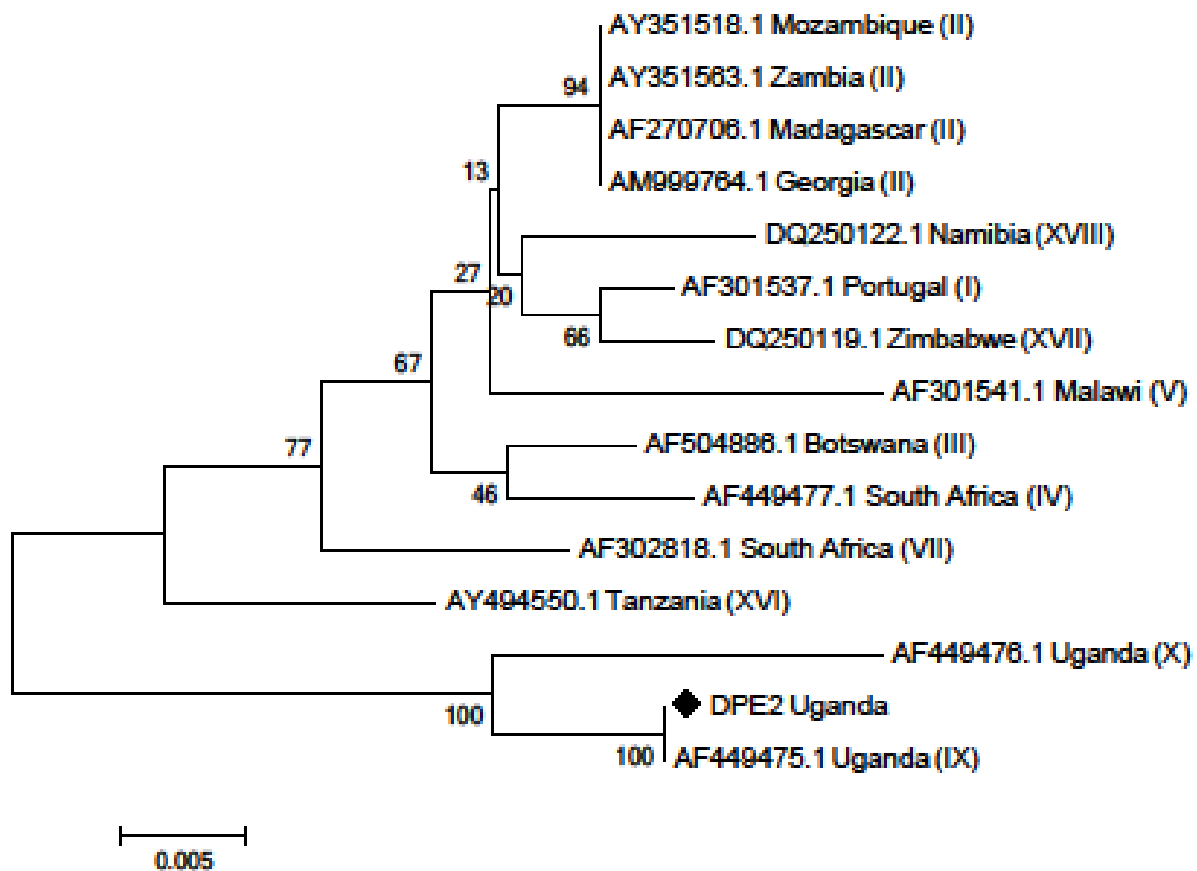 AY351518.1 Mozambique (II)
AY351563.1 Zambia (II)
94
AF270706.1 Madagascar (II)
13
AM999764.1 Georgia (II)
DQ250122.1 Namibia (XVIII)
27
AF301537.1 Portugal (I)
20
66
DQ250119.1 Zimbabwe (XVII)
67
AF301541.1 Malawi (V)
77
AF504886.1 Botswana (III)
46
AF449477.1 South Africa (IV)
AF302818.1 South Africa (VII)
AY494550.1 Tanzania (XVI)
AF449476.1 Uganda (X)
DPE2 Uganda
100
100
AF449475.1 Uganda (IX)
0.005